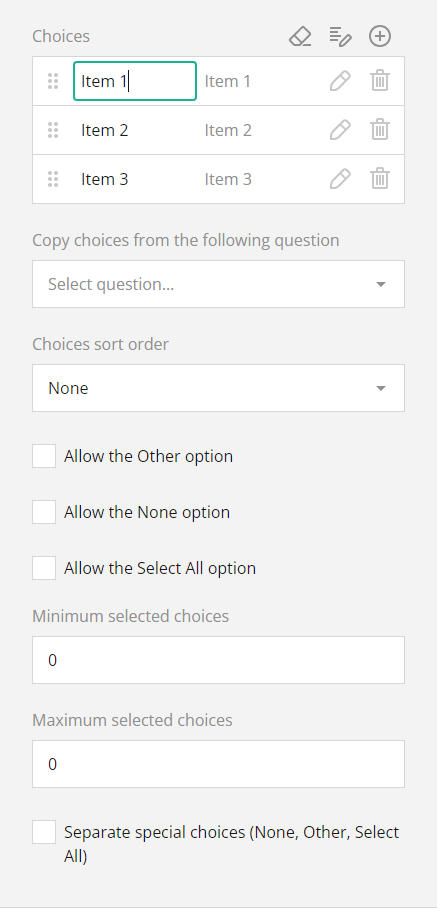 Choices
Item 1 Item 1
Item 2 Item 2
Item 3 Item 3
Copy choices from the following question
Select question...
Choices sort order
None
Allow the Other option
Allow the None option
Allow the Select All option
Minimum selected choices
0
Maximum selected choices
0
Separate special choices (None, Other, Select
All)